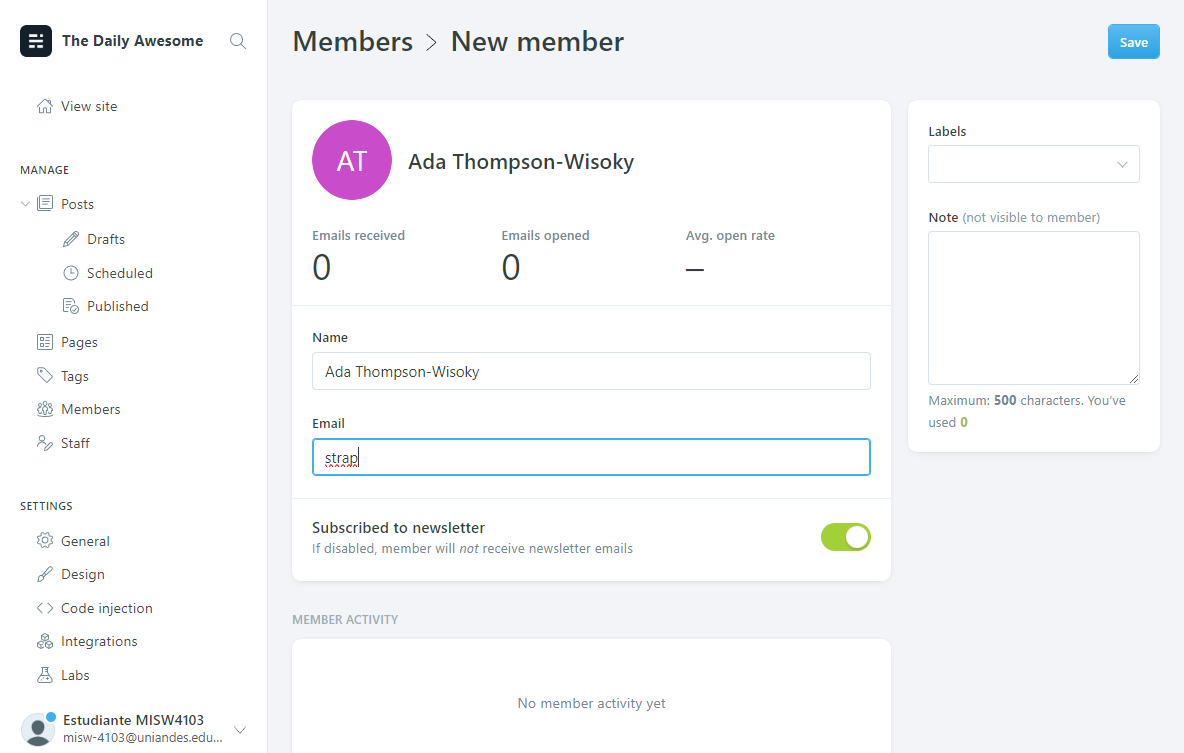 The Daily Awesome
View site
MANAGE
Posts
Drafts
Scheduled
Published
Pages
Tags
Members
Staff
SETTINGS
General
Design
Code injection
Integrations
Labs
Estudiante MISW4103
misw-4103@uniandes.edu...
Members > New member
Save
AT
Ada Thompson-Wisoky
Emails received
0
Emails opened
0
Avg. open rate
–
Name
Ada Thompson-Wisoky
Email
strap
Subscribed to newsletter
If disabled, member will not receive newsletter emails
MEMBER ACTIVITY
No member activity yet
Labels
Note (not visible to member)
Maximum: 500 characters. You’ve
used 0